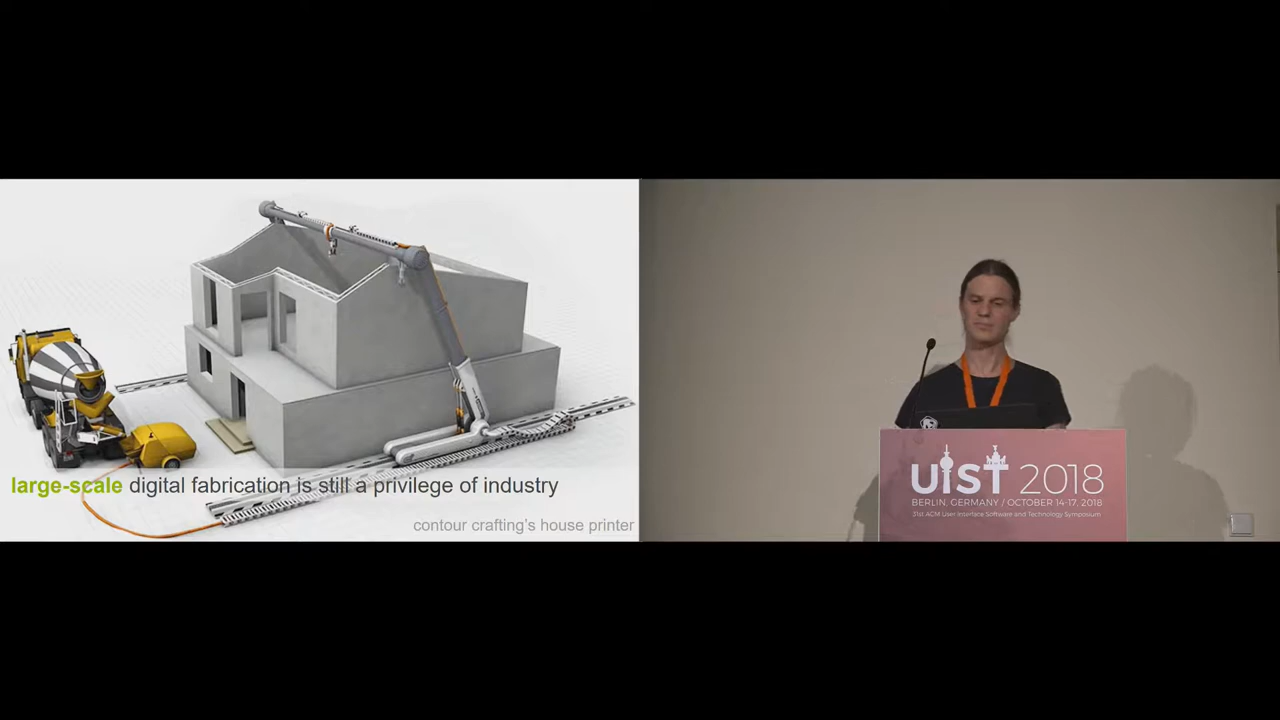 large-scale digital fabrication is still a privilege of industry
contour crafting's house printer
UIST 2018
BERLIN, GERMANY / OCTOBER 14-17, 2018
31st ACM User Interface Software and Technology Symposium